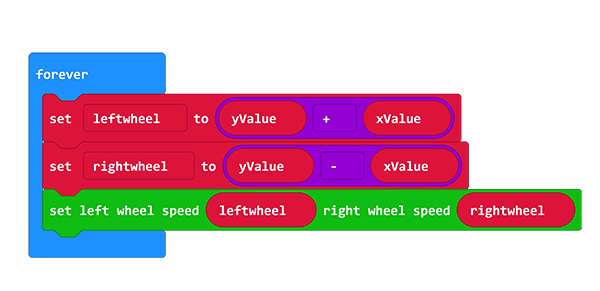 forever
set leftwheel to yValue + xValue
set rightwheel to yValue - xValue
set left wheel speed leftwheel right wheel speed rightwheel